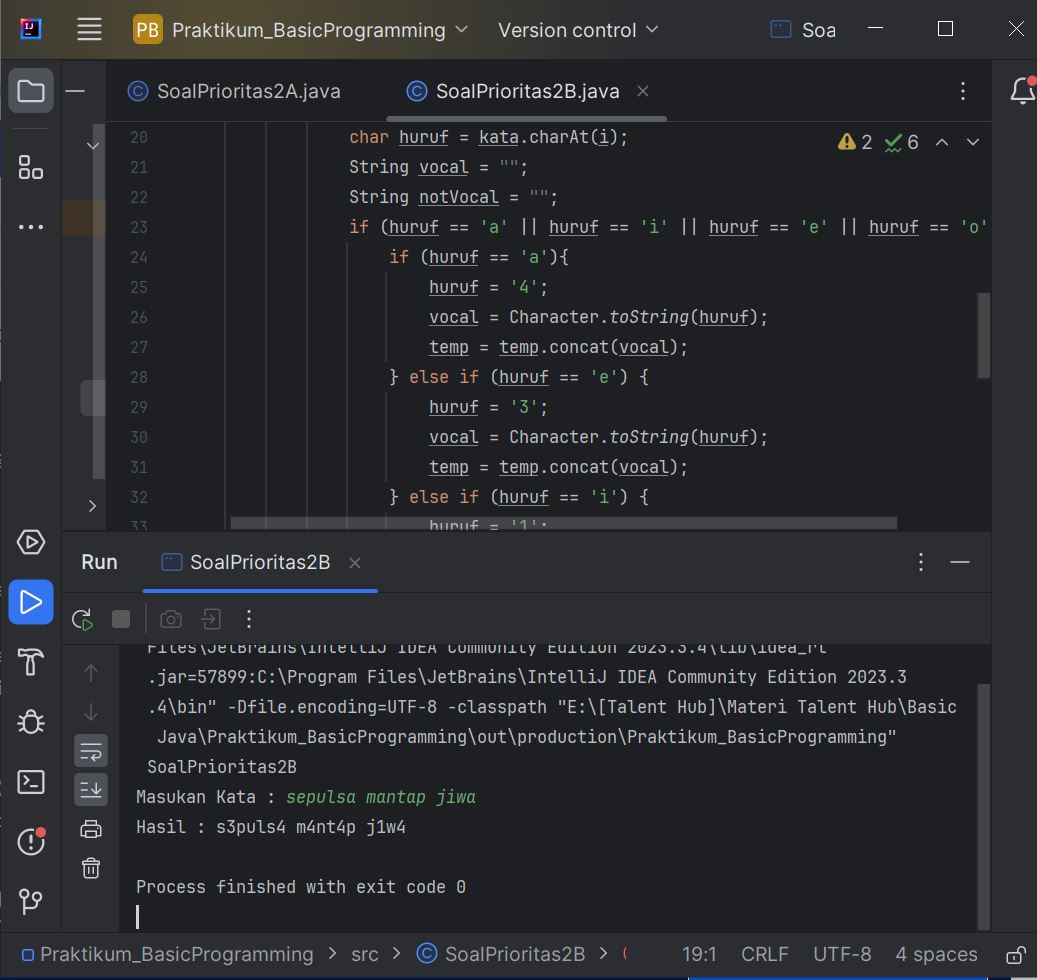 PB Praktikum_BasicProgramming Version control Soa
SoalPrioritas2A.java SoalPrioritas2B.java
20 char huruf = kata.charAt(i);
2 6
21 String vocal = "";
22 String notVocal = "";
23 if (huruf == 'a' || huruf == 'i' || huruf == 'e' || huruf == 'o'
24 if (huruf == 'a'){
25 huruf = '4';
26 vocal = Character.toString(huruf);
27 temp = temp.concat(vocal);
28 } else if (huruf == 'e') {
29 huruf = '3';
30 vocal = Character.toString(huruf);
31 temp = temp.concat(vocal);
32 } else if (huruf == 'i') {
33 huruf = '1';
Run SoalPrioritas2B
Files\JetBrains\IntelliJ IDEA Community Edition 2023.3.4\lib\idea_rt
.jar=57899:C:\Program Files\JetBrains\IntelliJ IDEA Community Edition 2023.3
.4\bin" -Dfile.encoding=UTF-8 -classpath "E:\[Talent Hub]\Materi Talent Hub\Basic
Java\Praktikum_BasicProgramming\out\production\Praktikum_BasicProgramming"
SoalPrioritas2B
Masukan Kata : sepulsa mantap jiwa
Hasil : s3puls4 m4nt4p j1w4
Process finished with exit code 0
Praktikum_BasicProgramming > src > SoalPrioritas2B > 19:1 CRLF UTF-8 4 spaces